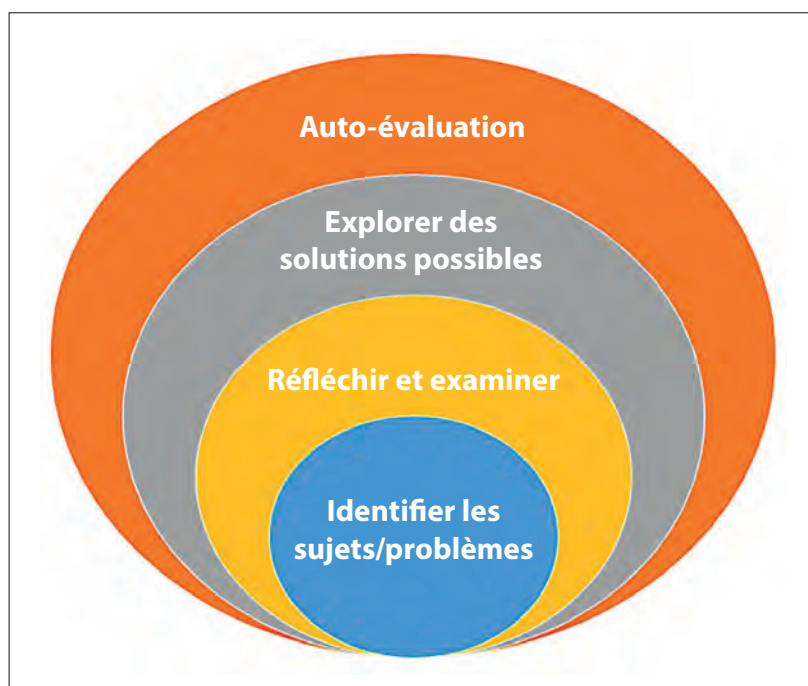 Auto-évaluation
Explorer des
solutions possibles
Réfléchir et examiner
Identifier les
sujets/problèmes